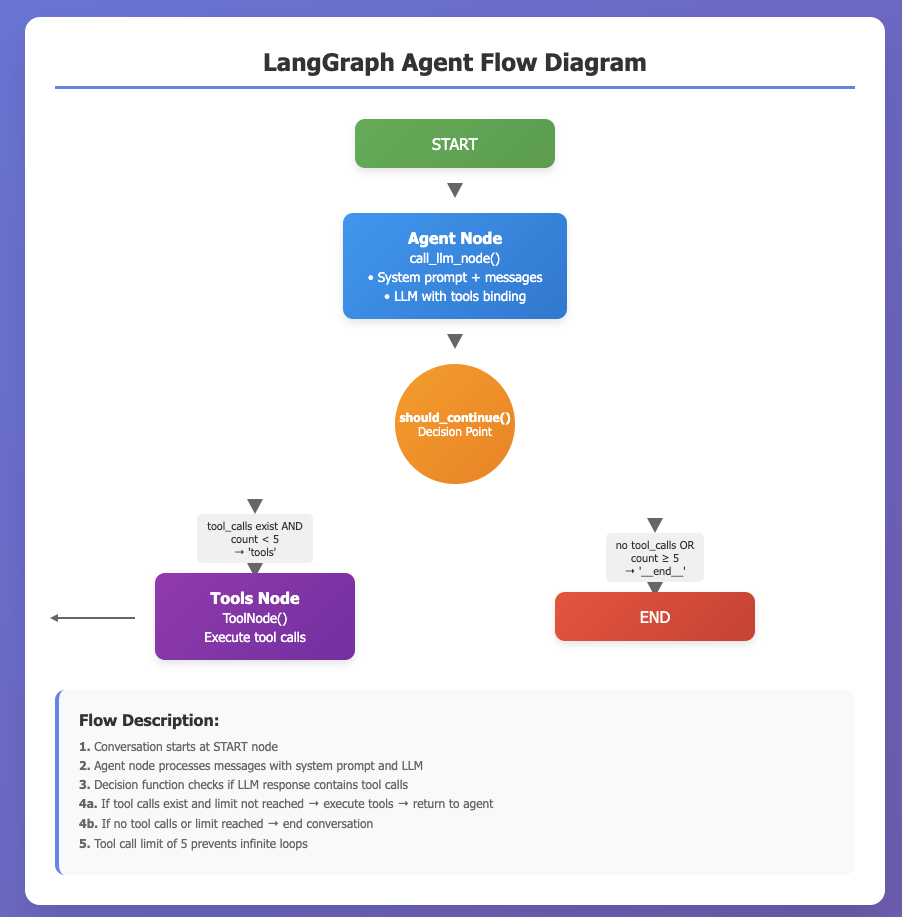 LangGraph Agent Flow Diagram
START
Agent Node
call_llm_node()
• System prompt + messages
• LLM with tools binding
should_continue()
Decision Point
tool_calls exist AND
count < 5
→ 'tools'
no tool_calls OR
count ≥ 5
→ '__end__'
Tools Node
ToolNode()
Execute tool calls
END
Flow Description:
1. Conversation starts at START node
2. Agent node processes messages with system prompt and LLM
3. Decision function checks if LLM response contains tool calls
4a. If tool calls exist and limit not reached → execute tools → return to agent
4b. If no tool calls or limit reached → end conversation
5. Tool call limit of 5 prevents infinite loops